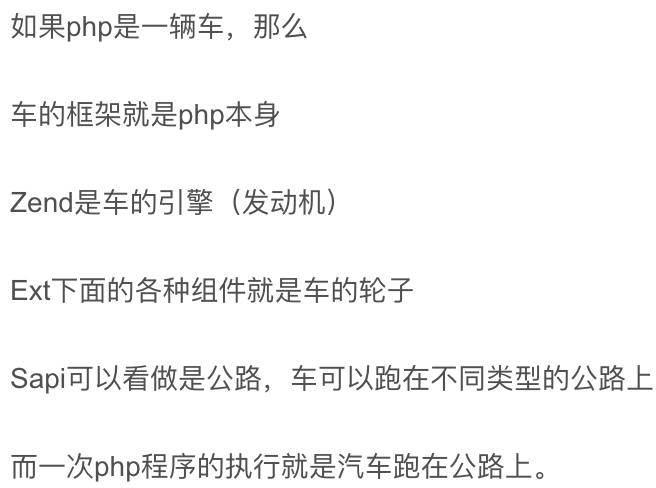 如果php是一辆车，那么
车的框架就是php本身
Zend是车的引擎（发动机）
Ext下面的各种组件就是车的轮子
Sapi可以看做是公路，车可以跑在不同类型的公路上
而一次php程序的执行就是汽车跑在公路上。